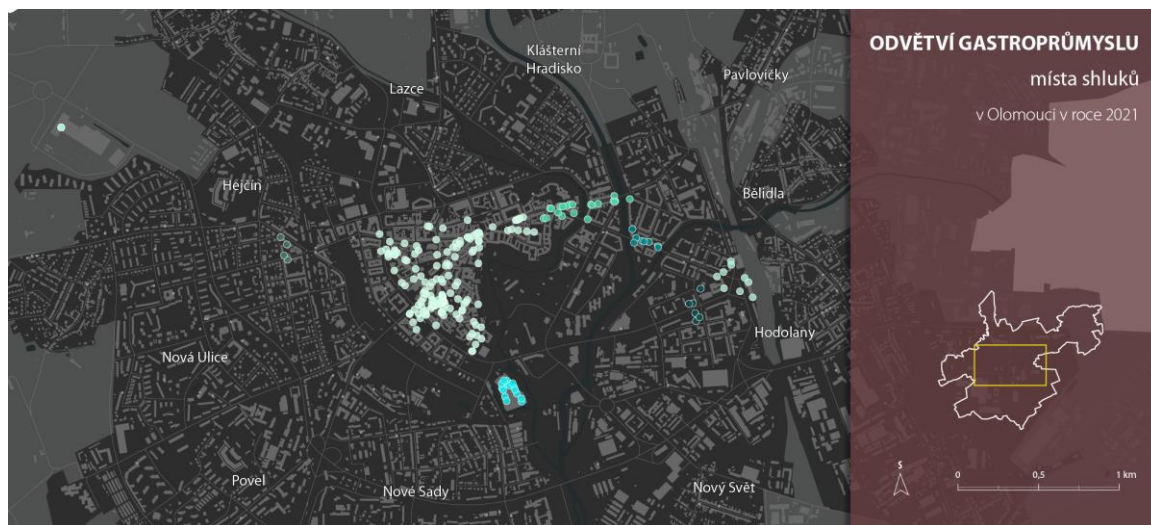 ODVĚTVÍ GASTROPRŮMYSLU
místa shluků
v Olomouci v roce 2021
Klášterní
Hradisko
Pavlovičky
Lazce
Hejčín
Bělidla
Hodolany
Nová Ulice
Povel
Nové Sady
Nový Svět
S
0 0,5 1 km